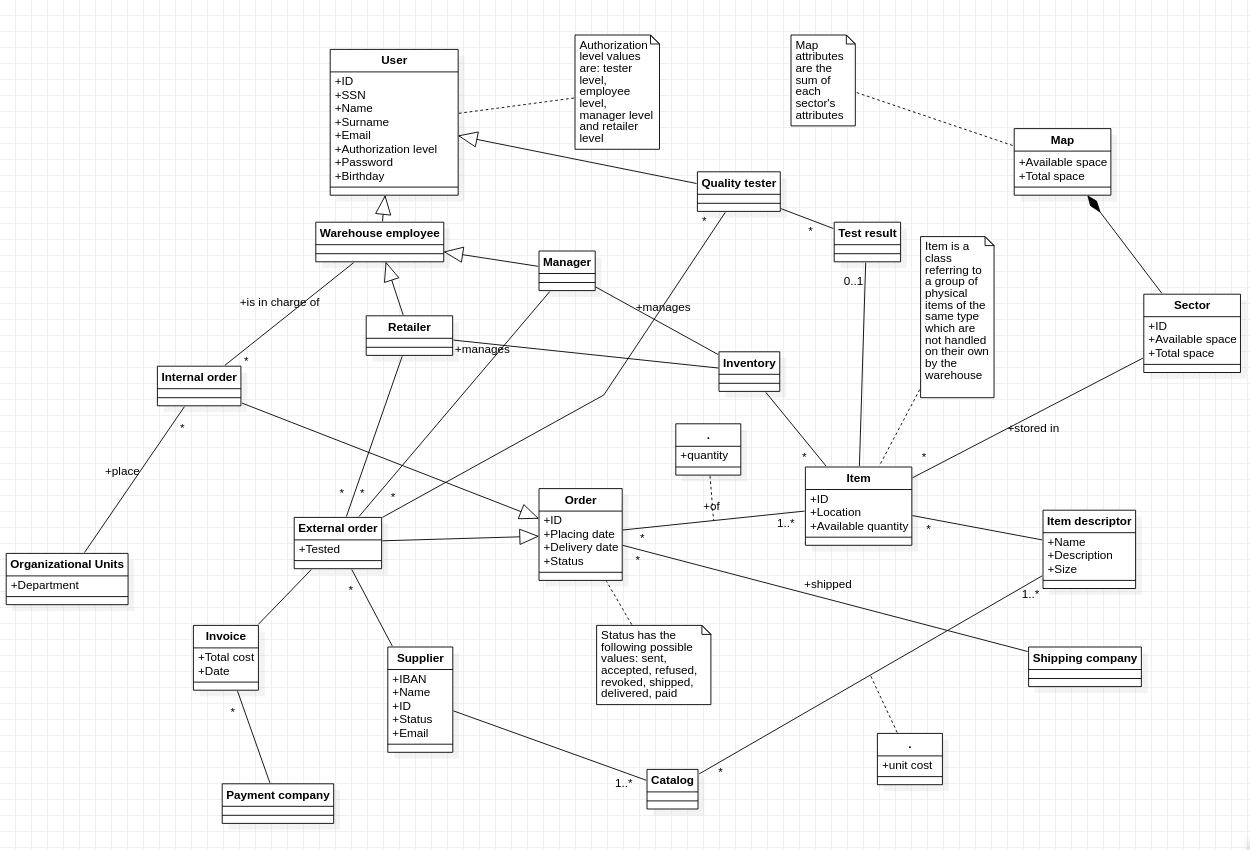 User
+ID
+SSN
+Name
+Surname
+Email
+Authorization level
+Password
+Birthday
Authorization
level values
are: tester
level,
employee
level,
manager level
and retailer
level
Map
attributes
are the
sum of
each
sector's
attributes
Map
+Available space
+Total space
Quality tester
*
*
Test result
0..1
Warehouse employee
Manager
Item is a
class
referring to
a group of
physical
items of the
same type
which are
not handled
on their own
by the
warehouse
Sector
+ID
+Available space
+Total space
+is in charge of
*
+manages
Retailer
+manages
Inventory
*
Internal order
*
+place
.
+quantity
+of
+stored in
*
Item
+ID
+Location
+Available quantity
1..*
*
* * *
Order
+ID
+Placing date
+Delivery date
+Status
*
*
External order
+Tested
*
Item descriptor
+Name
+Description
+Size
1..*
Organizational Units
+Department
+shipped
Invoice
+Total cost
+Date
*
Supplier
+IBAN
+Name
+ID
+Status
+Email
Status has the
following possible
values: sent,
accepted, refused,
revoked, shipped,
delivered, paid
Shipping company
.
+unit cost
Catalog
1..*
*
Payment company